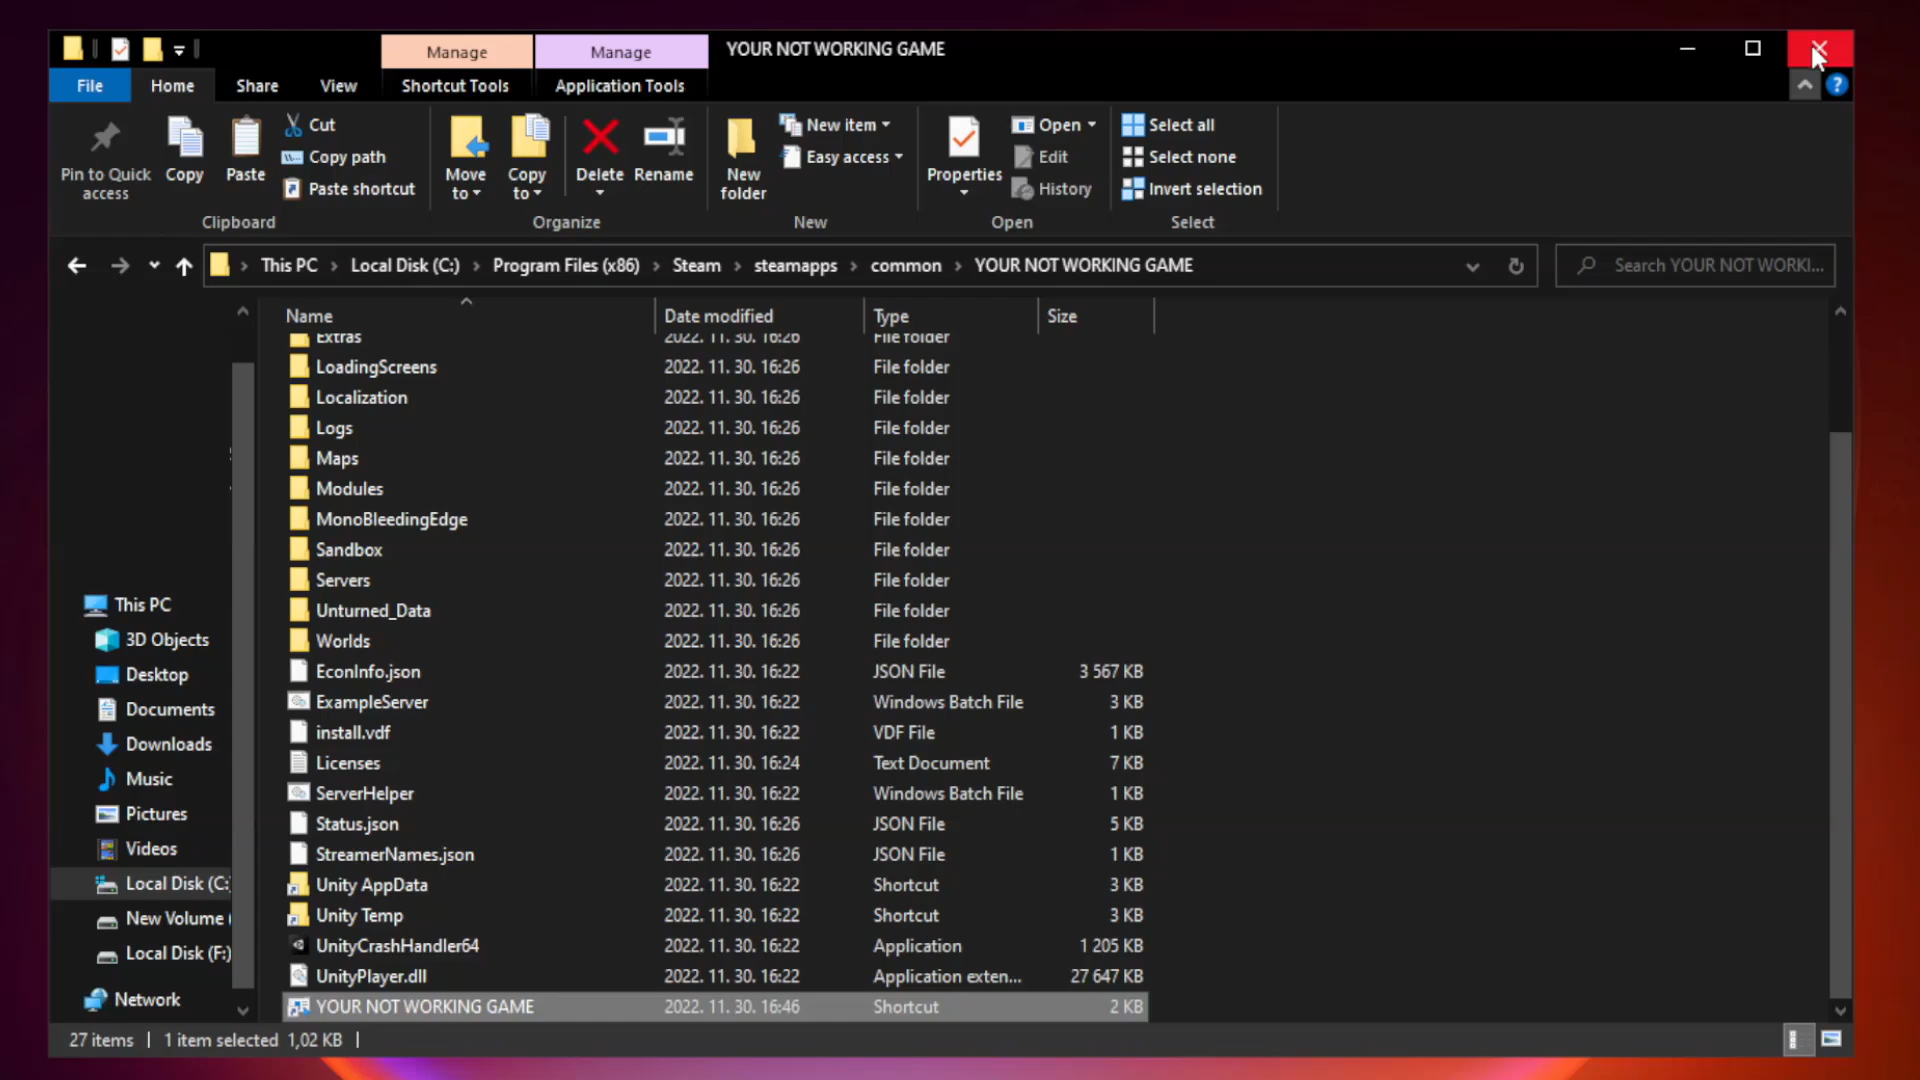 Manage
Manage
YOUR NOT WORKING GAME
File
Home
Share
View
Shortcut Tools
Application Tools
?
Pin to Quick access
Copy
Paste
Cut
Copy path
Paste shortcut
Clipboard
Move to
Copy to
Delete
Rename
Organize
New folder
New item
Easy access
New
Properties
Open
Edit
History
Open
Select all
Select none
Invert selection
Select
This PC > Local Disk (C:) > Program Files (x86) > Steam > steamapps > common > YOUR NOT WORKING GAME
Search YOUR NOT WORKI...
Name Date modified Type Size
Extras 2022. 11. 30. 16:26 File folder
LoadingScreens 2022. 11. 30. 16:26 File folder
Localization 2022. 11. 30. 16:26 File folder
Logs 2022. 11. 30. 16:26 File folder
Maps 2022. 11. 30. 16:26 File folder
Modules 2022. 11. 30. 16:26 File folder
MonoBleedingEdge 2022. 11. 30. 16:26 File folder
Sandbox 2022. 11. 30. 16:26 File folder
Servers 2022. 11. 30. 16:26 File folder
Unturned_Data 2022. 11. 30. 16:26 File folder
Worlds 2022. 11. 30. 16:26 File folder
EconInfo.json 2022. 11. 30. 16:22 JSON File 3 567 KB
ExampleServer 2022. 11. 30. 16:22 Windows Batch File 3 KB
install.vdf 2022. 11. 30. 16:22 VDF File 1 KB
Licenses 2022. 11. 30. 16:24 Text Document 7 KB
ServerHelper 2022. 11. 30. 16:22 Windows Batch File 1 KB
Status.json 2022. 11. 30. 16:26 JSON File 5 KB
StreamerNames.json 2022. 11. 30. 16:26 JSON File 1 KB
Unity AppData 2022. 11. 30. 16:22 Shortcut 3 KB
Unity Temp 2022. 11. 30. 16:22 Shortcut 3 KB
UnityCrashHandler64 2022. 11. 30. 16:22 Application 1 205 KB
UnityPlayer.dll 2022. 11. 30. 16:22 Application exten... 27 647 KB
YOUR NOT WORKING GAME 2022. 11. 30. 16:46 Shortcut 2 KB
This PC
3D Objects
Desktop
Documents
Downloads
Music
Pictures
Videos
Local Disk (C:)
New Volume (
Local Disk (F:)
Network
27 items
1 item selected 1,02 KB